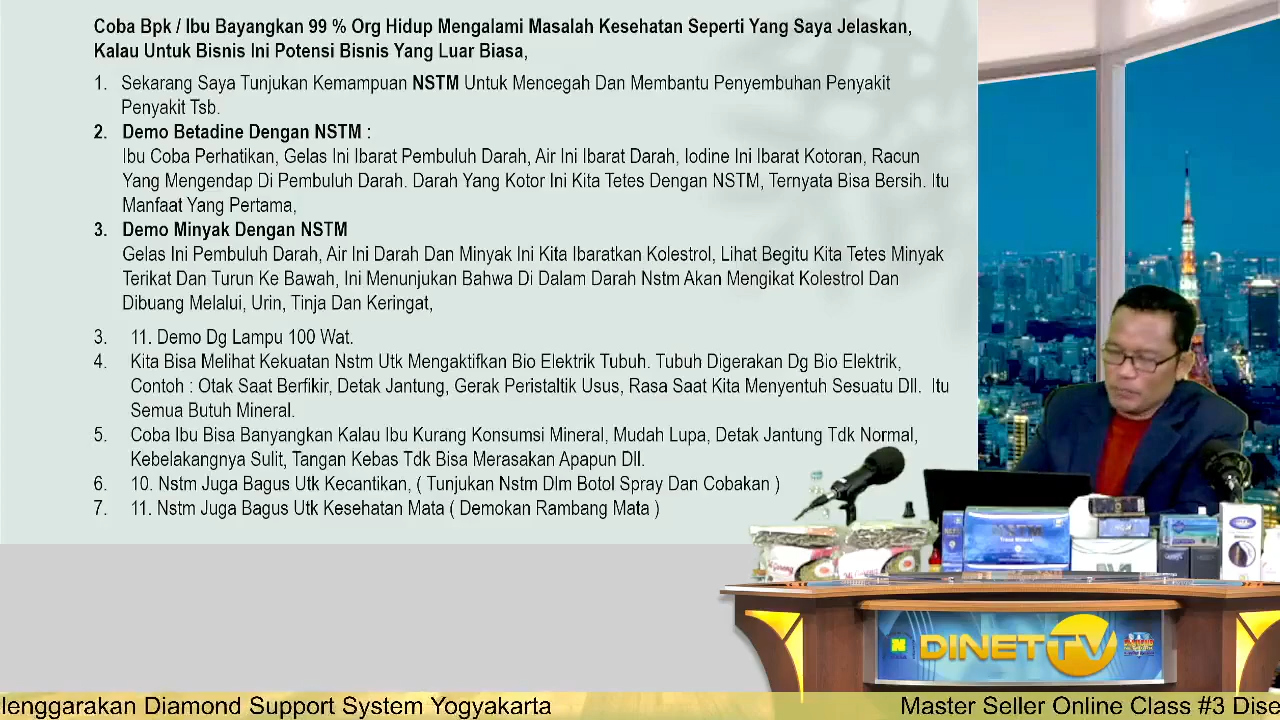 Coba Bpk / Ibu Bayangkan 99 % Org Hidup Mengalami Masalah Kesehatan Seperti Yang Saya Jelaskan,
Kalau Untuk Bisnis Ini Potensi Bisnis Yang Luar Biasa,
1. Sekarang Saya Tunjukan Kemampuan NSTM Untuk Mencegah Dan Membantu Penyembuhan Penyakit
Penyakit Tsb.
2. Demo Betadine Dengan NSTM :
Ibu Coba Perhatikan, Gelas Ini Ibarat Pembuluh Darah, Air Ini Ibarat Darah, Iodine Ini Ibarat Kotoran, Racun
Yang Mengendap Di Pembuluh Darah. Darah Yang Kotor Ini Kita Tetes Dengan NSTM, Ternyata Bisa Bersih. Itu
Manfaat Yang Pertama,
3. Demo Minyak Dengan NSTM
Gelas Ini Pembuluh Darah, Air Ini Darah Dan Minyak Ini Kita Ibaratkan Kolestrol, Lihat Begitu Kita Tetes Minyak
Terikat Dan Turun Ke Bawah, Ini Menunjukan Bahwa Di Dalam Darah Nstm Akan Mengikat Kolestrol Dan
Dibuang Melalui, Urin, Tinja Dan Keringat,
3. 11. Demo Dg Lampu 100 Wat.
4. Kita Bisa Melihat Kekuatan Nstm Utk Mengaktifkan Bio Elektrik Tubuh. Tubuh Digerakan Dg Bio Elektrik,
Contoh : Otak Saat Berfikir, Detak Jantung, Gerak Peristaltik Usus, Rasa Saat Kita Menyentuh Sesuatu Dll. Itu
Semua Butuh Mineral.
5. Coba Ibu Bisa Banyangkan Kalau Ibu Kurang Konsumsi Mineral, Mudah Lupa, Detak Jantung Tdk Normal,
Kebelakangnya Sulit, Tangan Kebas Tdk Bisa Merasakan Apapun Dll.
6. 10. Nstm Juga Bagus Utk Kecantikan, ( Tunjukan Nstm Dlm Botol Spray Dan Cobakan )
7. 11. Nstm Juga Bagus Utk Kesehatan Mata ( Demokan Rambang Mata )
NSTM
Trace Mineral
N DINET TV
lenggarakan Diamond Support System Yogyakarta Master Seller Online Class #3 Dise